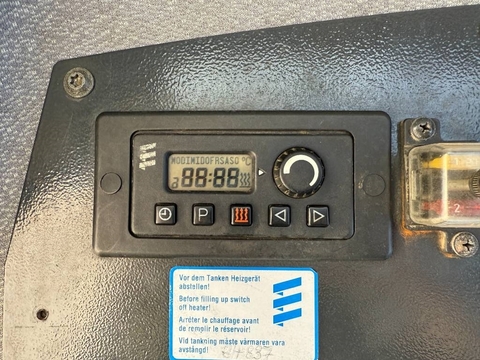 MODIMIDOFRSASO °C
88:88
P
Vor dem Tanken Heizgerät
abstellen!
Before filling up switch
off heater!
Arrêter le chauffage avant
de remplir le réservoir!
Vid tankning måste värmaren vara
avstängd!
2